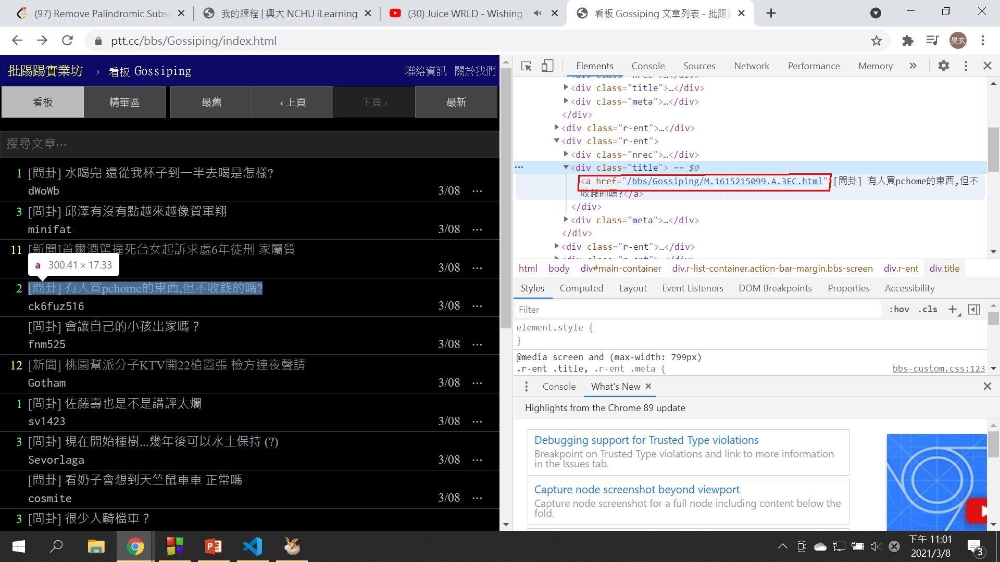 (97) Remove Palindromic Subse
我的課程 | 興大 NCHU iLearning
(30) Juice WRLD - Wishing
看板 Gossiping 文章列表 - 批踢踢
ptt.cc/bbs/Gossiping/index.html
旻玄
批踢踢實業坊 › 看板 Gossiping
聯絡資訊 關於我們
看板
精華區
最舊
‹ 上頁
下頁 ›
最新
搜尋文章⋯
1 [問卦] 水喝完 還從我杯子到一半去喝是怎樣?
dWoWb 3/08 ⋯
3 [問卦] 邱澤有沒有點越來越像賀軍翔
minifat 3/08 ⋯
11 [新聞]首爾酒駕撞死台女起訴求處6年徒刑 家屬質
3/08 ⋯
a 300.41 × 17.33
2 [問卦] 有人買pchome的東西,但不收錢的嗎?
ck6fuz516 3/08 ⋯
[問卦] 會讓自己的小孩出家嗎？
fnm525 3/08 ⋯
12 [新聞] 桃園幫派分子KTV開22槍囂張 檢方連夜聲請
Gotham 3/08 ⋯
1 [問卦] 佐藤壽也是不是講評太爛
sv1423 3/08 ⋯
3 [問卦] 現在開始種樹...幾年後可以水土保持 (?)
Sevorlaga 3/08 ⋯
[問卦] 看奶子會想到天竺鼠車車 正常嗎
cosmite 3/08 ⋯
3 [問卦] 很少人騎檔車？
Elements Console Sources Network Performance Memory »
<div class="nrec">…</div>
<div class="title">…</div>
<div class="meta">…</div>
</div>
<div class="r-ent">…</div>
<div class="r-ent">
<div class="nrec">…</div>
<div class="title"> == $0
<a href="/bbs/Gossiping/M.1615215099.A.3EC.html">[問卦] 有人買pchome的東西,但不
收錢的嗎?</a>
</div>
<div class="meta">…</div>
</div>
<div class="r-ent">…</div>
<div class="r-ent">…</div>
html body div#main-container div.r-list-container.action-bar-margin.bbs-screen div.r-ent div.title
Styles Computed Layout Event Listeners DOM Breakpoints Properties Accessibility
Filter :hov .cls +
element.style {
}
@media screen and (max-width: 799px)
.r-ent .title, .r-ent .meta { bbs-custom.css:123
Console What's New
Highlights from the Chrome 89 update
Debugging support for Trusted Type violations
Breakpoint on Trusted Type violations and link to more information
in the Issues tab.
Capture node screenshot beyond viewport
Capture node screenshot for a full node including content below the
fold.
下午 11:01
2021/3/8
3